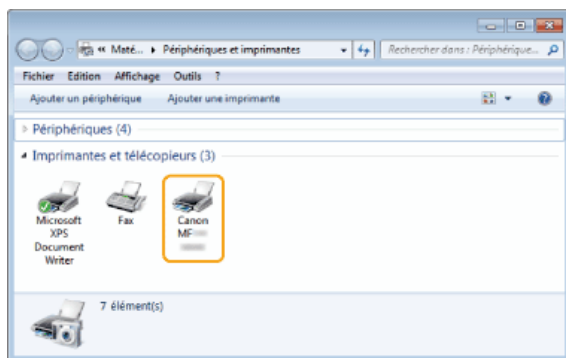 « Maté... ▸ Périphériques et imprimantes
Rechercher dans : Périphérique...
Fichier Edition Affichage Outils ?
Ajouter un périphérique Ajouter une imprimante
Périphériques (4)
Imprimantes et télécopieurs (3)
Microsoft
XPS
Document
Writer
Fax
Canon
MF
7 élément(s)